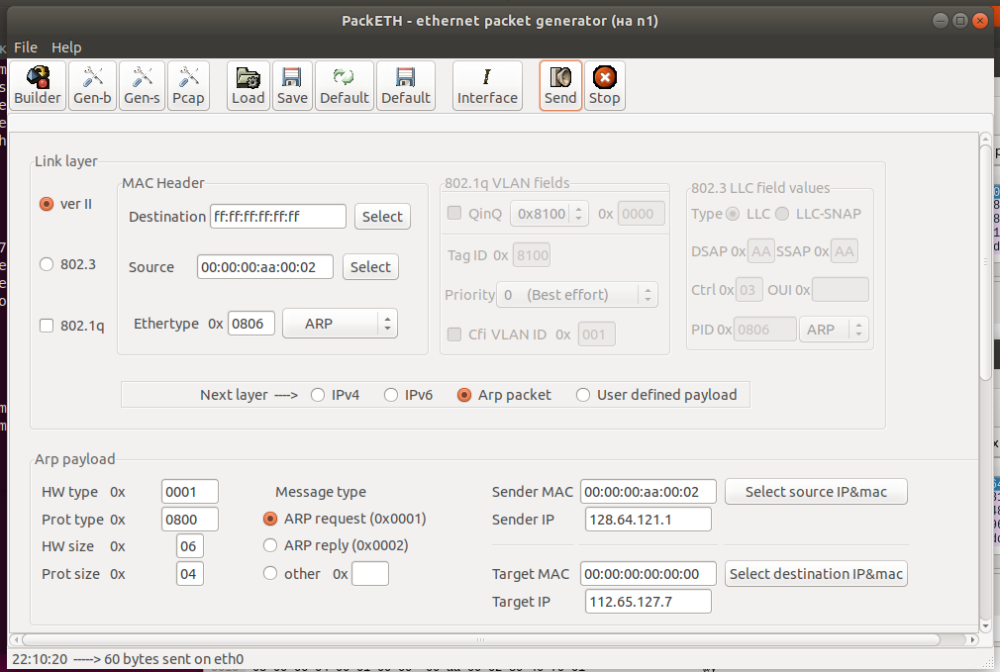 PackETH - ethernet packet generator (на n1)
File Help
Builder Gen-b Gen-s Pcap Load Save Default Default Interface Send Stop
Link layer
MAC Header
802.1q VLAN fields
802.3 LLC field values
ver II
Destination ff:ff:ff:ff:ff:ff Select
QinQ 0x8100 0x 0000
Type LLC LLC-SNAP
Tag ID 0x 8100
DSAP 0x AA SSAP 0x AA
802.3
Source 00:00:00:aa:00:02 Select
Priority 0 (Best effort)
Ctrl 0x 03 OUI 0x
802.1q
Ethertype 0x 0806 ARP
Cfi VLAN ID 0x 001
PID 0x 0806 ARP
Next layer ----> IPv4 IPv6 Arp packet User defined payload
Arp payload
HW type 0x 0001
Message type
Sender MAC 00:00:00:aa:00:02 Select source IP&mac
Prot type 0x 0800
ARP request (0x0001)
Sender IP 128.64.121.1
HW size 0x 06
ARP reply (0x0002)
Prot size 0x 04
other 0x
Target MAC 00:00:00:00:00:00 Select destination IP&mac
Target IP 112.65.127.7
22:10:20 -----> 60 bytes sent on eth0